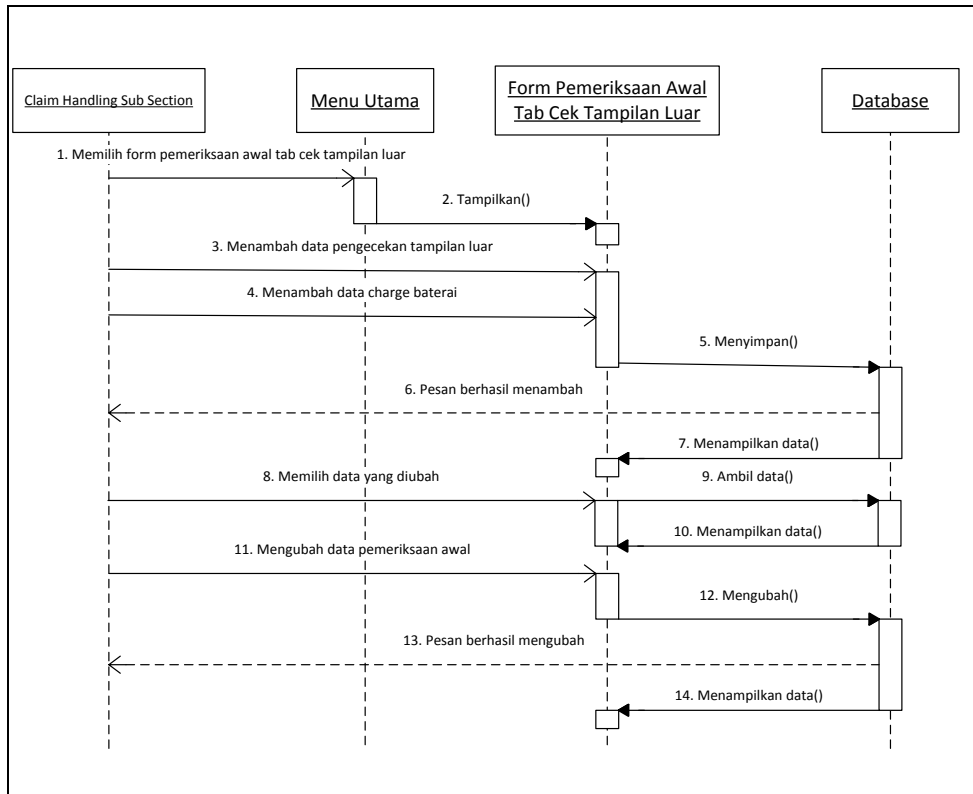 Claim Handling Sub Section
Menu Utama
Form Pemeriksaan Awal
Tab Cek Tampilan Luar
Database
1. Memilih form pemeriksaan awal tab cek tampilan luar
2. Tampilkan()
3. Menambah data pengecekan tampilan luar
4. Menambah data charge baterai
5. Menyimpan()
6. Pesan berhasil menambah
7. Menampilkan data()
8. Memilih data yang diubah
9. Ambil data()
10. Menampilkan data()
11. Mengubah data pemeriksaan awal
12. Mengubah()
13. Pesan berhasil mengubah
14. Menampilkan data()